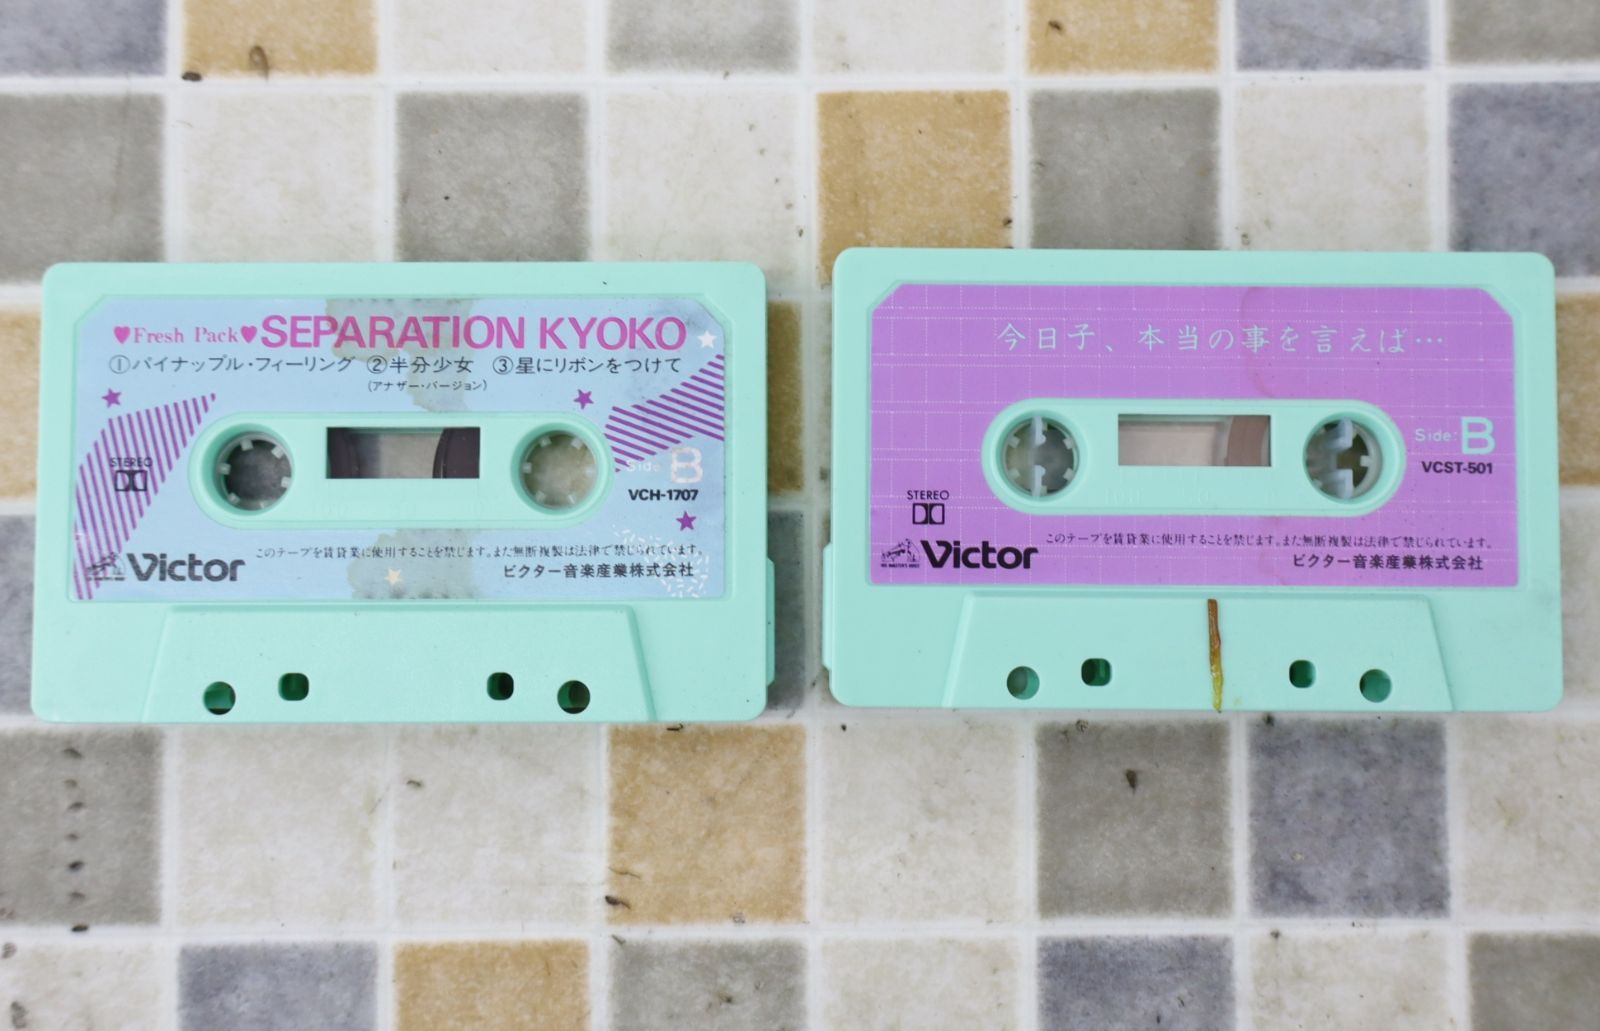 ♥Fresh Pack♥SEPARATION KYOKO
①パイナップル・フィーリング ②半分少女 ③星にリボンをつけて
(アナザー・バージョン)
STEREO
Side: B
VCH-1707
このテープを賃貸業に使用することを禁じます。また無断複製は法律で禁じられています。
Victor
ビクター音楽産業株式会社
今日子、本当の事を言えば…
Side: B
VCST-501
STEREO
このテープを賃貸業に使用することを禁じます。また無断複製は法律で禁じられています。
HIS MASTER'S VOICE
Victor
ビクター音楽産業株式会社